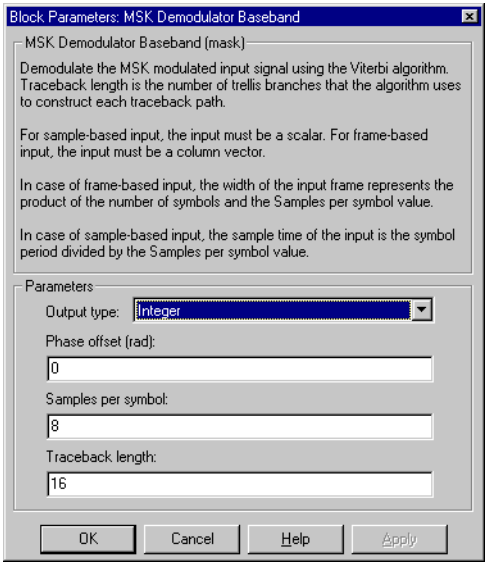 Block Parameters: MSK Demodulator Baseband
MSK Demodulator Baseband (mask)
Demodulate the MSK modulated input signal using the Viterbi algorithm.
Traceback length is the number of trellis branches that the algorithm uses
to construct each traceback path.
For sample-based input, the input must be a scalar. For frame-based
input, the input must be a column vector.
In case of frame-based input, the width of the input frame represents the
product of the number of symbols and the Samples per symbol value.
In case of sample-based input, the sample time of the input is the symbol
period divided by the Samples per symbol value.
Parameters
Output type: Integer
Phase offset (rad):
0
Samples per symbol:
8
Traceback length:
16
OK Cancel Help Apply